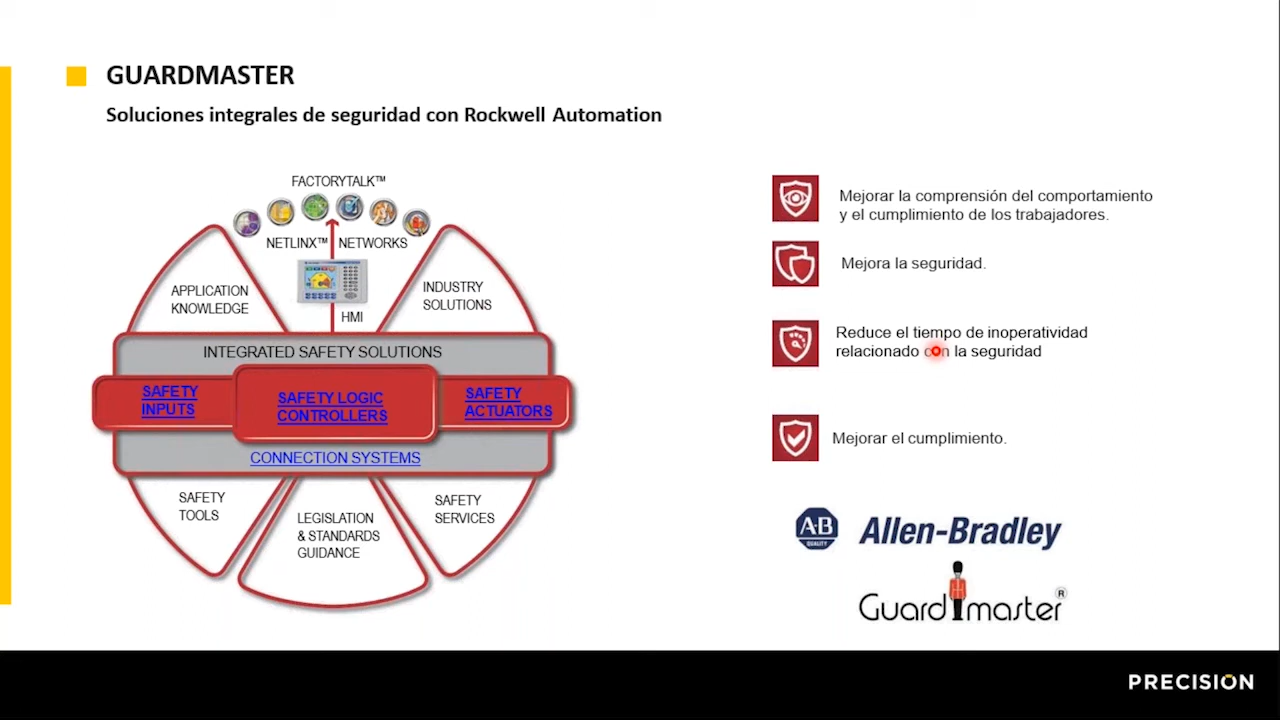 GUARDMASTER
Soluciones integrales de seguridad con Rockwell Automation
FACTORYTALK™
NETLINX™ NETWORKS
HMI
APPLICATION
KNOWLEDGE
INDUSTRY
SOLUTIONS
INTEGRATED SAFETY SOLUTIONS
SAFETY
INPUTS
SAFETY LOGIC
CONTROLLERS
SAFETY
ACTUATORS
CONNECTION SYSTEMS
SAFETY
TOOLS
LEGISLATION
& STANDARDS
GUIDANCE
SAFETY
SERVICES
Mejorar la comprensión del comportamiento
y el cumplimiento de los trabajadores.
Mejora la seguridad.
Reduce el tiempo de inoperatividad
relacionado con la seguridad
Mejorar el cumplimiento.
A-B
QUALITY
Allen-Bradley
Guardmaster®
PRECISION